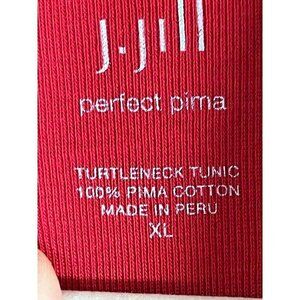 J.Jill
perfect pima
TURTLENECK TUNIC
100% PIMA COTTON
MADE IN PERU
XL